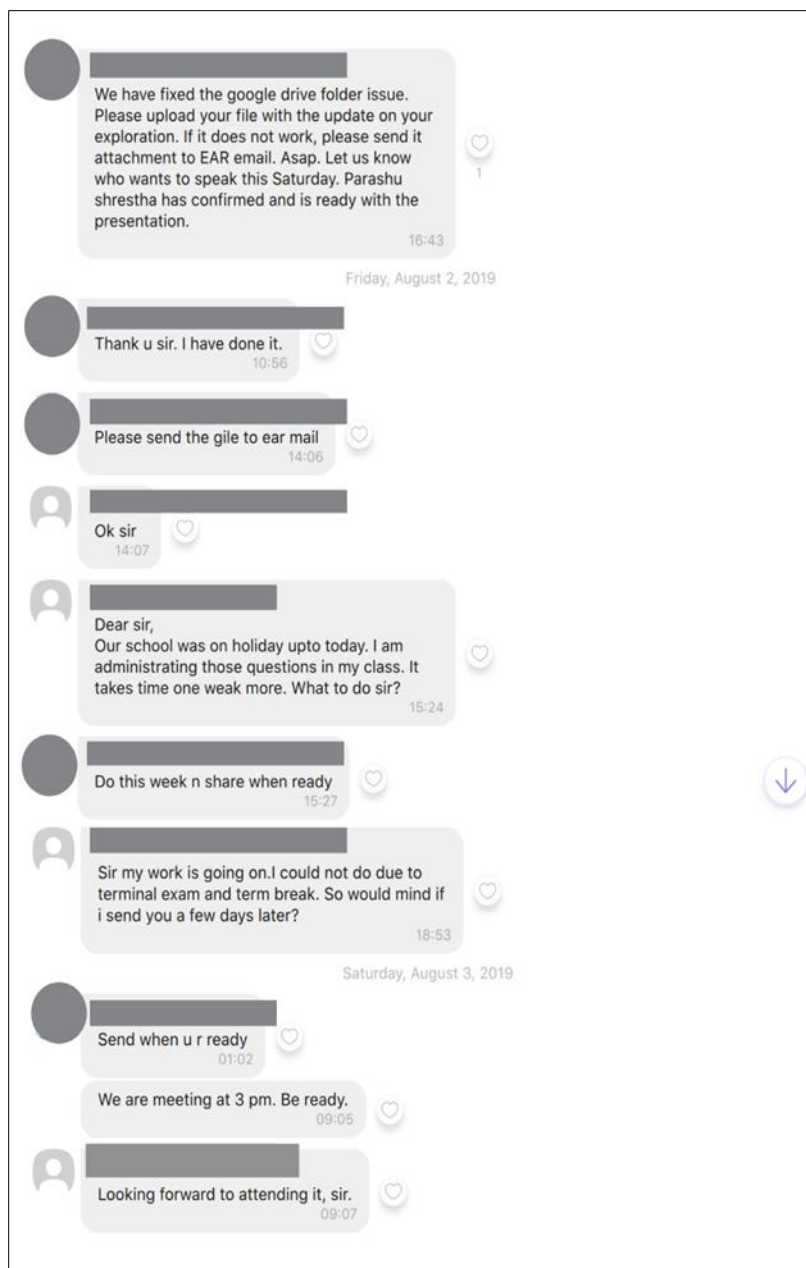 We have fixed the google drive folder issue.
Please upload your file with the update on your
exploration. If it does not work, please send it
attachment to EAR email. Asap. Let us know
who wants to speak this Saturday. Parashu
shrestha has confirmed and is ready with the
presentation.
16:43
1
Friday, August 2, 2019
Thank u sir. I have done it.
10:56
Please send the gile to ear mail
14:06
Ok sir
14:07
Dear sir,
Our school was on holiday upto today. I am
administrating those questions in my class. It
takes time one weak more. What to do sir?
15:24
Do this week n share when ready
15:27
Sir my work is going on.I could not do due to
terminal exam and term break. So would mind if
i send you a few days later?
18:53
Saturday, August 3, 2019
Send when u r ready
01:02
We are meeting at 3 pm. Be ready.
09:05
Looking forward to attending it, sir.
09:07